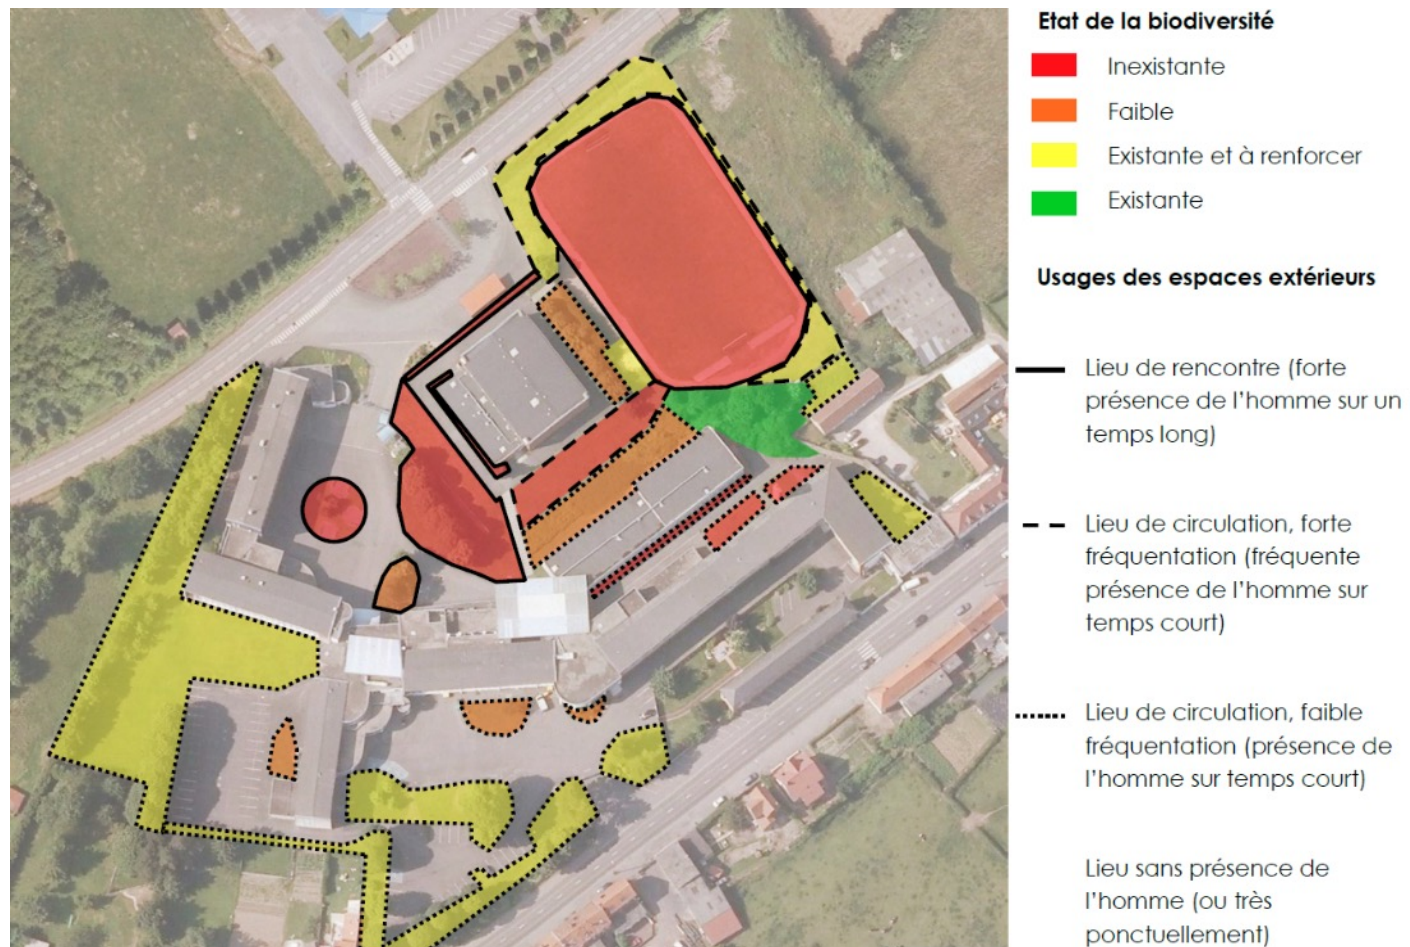 Etat de la biodiversité
Inexistante
Faible
Existante et à renforcer
Existante
Usages des espaces extérieurs
Lieu de rencontre (forte
présence de l'homme sur un
temps long)
Lieu de circulation, forte
fréquentation (fréquente
présence de l'homme sur
temps court)
Lieu de circulation, faible
fréquentation (présence de
l'homme sur temps court)
Lieu sans présence de
l'homme (ou très
ponctuellement)